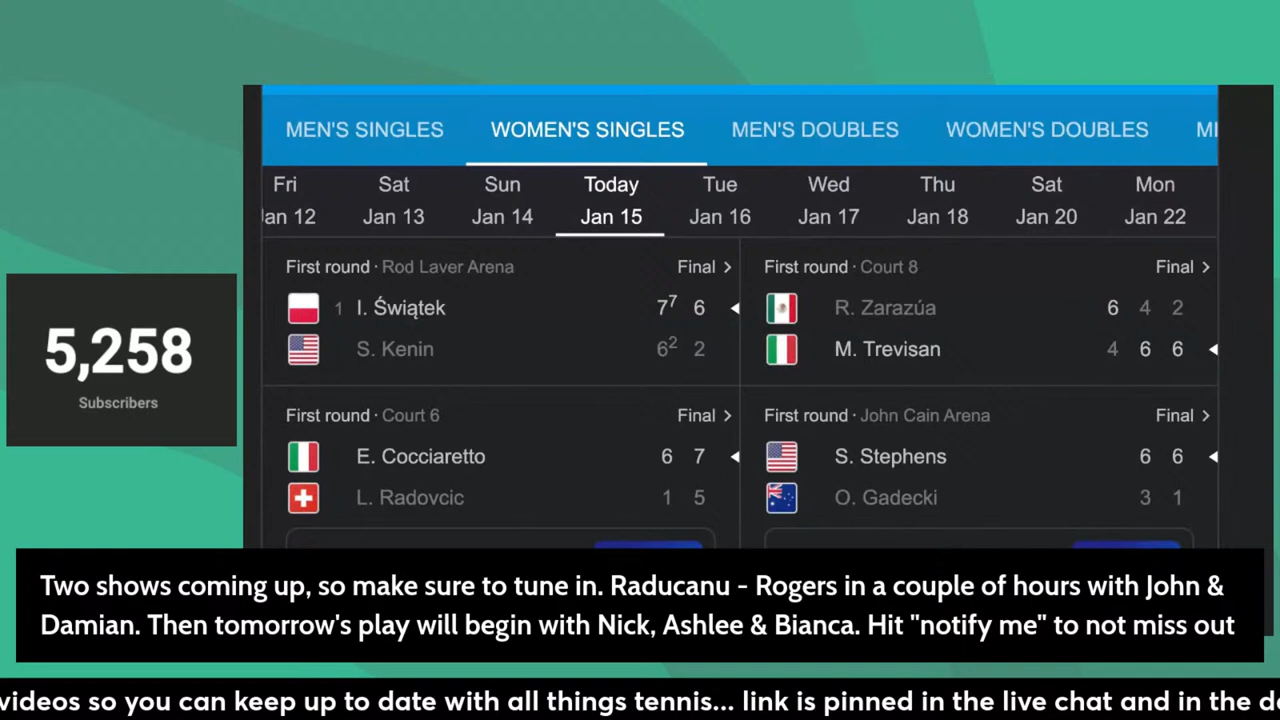 MEN'S SINGLES WOMEN'S SINGLES MEN'S DOUBLES WOMEN'S DOUBLES
Fri Sat Sun Today Tue Wed Thu Sat Mon
Jan 12 Jan 13 Jan 14 Jan 15 Jan 16 Jan 17 Jan 18 Jan 20 Jan 22
First round · Rod Laver Arena Final
1 I. Świątek 7⁷ 6
S. Kenin 6² 2
First round · Court 8 Final
R. Zarazúa 6 4 2
M. Trevisan 4 6 6
First round · Court 6 Final
E. Cocciaretto 6 7
L. Radovcic 1 5
First round · John Cain Arena Final
S. Stephens 6 6
O. Gadecki 3 1
5,258
Subscribers
Two shows coming up, so make sure to tune in. Raducanu - Rogers in a couple of hours with John &
Damian. Then tomorrow's play will begin with Nick, Ashlee & Bianca. Hit "notify me" to not miss out
videos so you can keep up to date with all things tennis... link is pinned in the live chat and in the